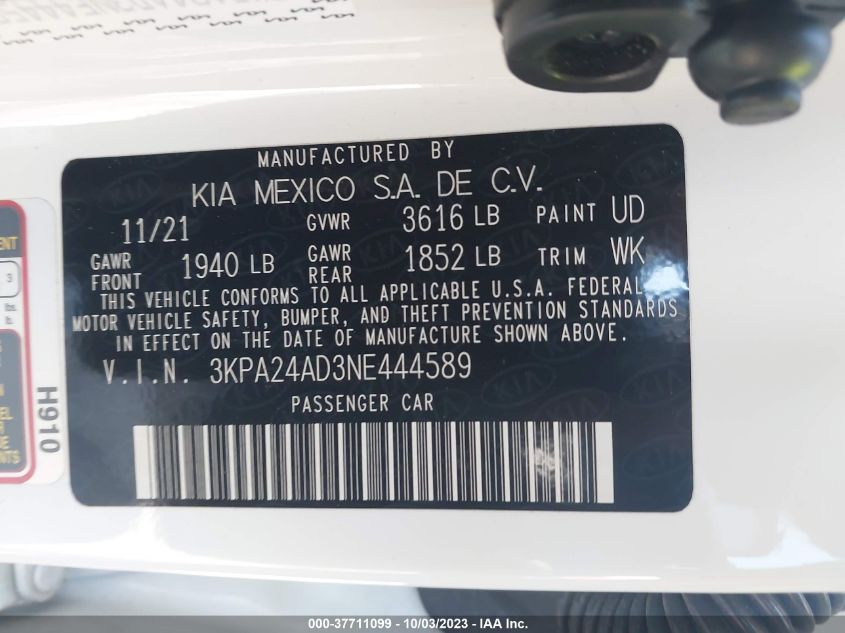 MANUFACTURED BY
KIA MEXICO S.A. DE C.V.
11/21 GVWR 3616 LB PAINT UD
GAWR FRONT 1940 LB GAWR REAR 1852 LB TRIM WK
THIS VEHICLE CONFORMS TO ALL APPLICABLE U.S.A. FEDERAL
MOTOR VEHICLE SAFETY, BUMPER, AND THEFT PREVENTION STANDARDS
IN EFFECT ON THE DATE OF MANUFACTURE SHOWN ABOVE.
V.I.N. 3KPA24AD3NE444589
PASSENGER CAR
H910
3
lbs.
000-37711099 - 10/03/2023 - IAA Inc.